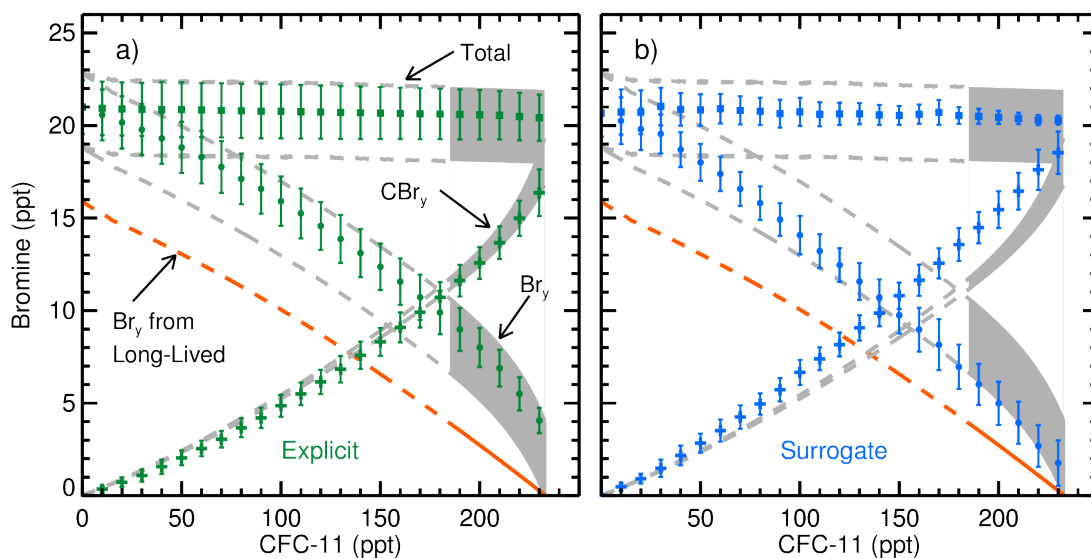 a)
Total
CBry
Bry
Bry from
Long-Lived
Explicit
Bromine (ppt)
0
5
10
15
20
25
0
50
100
150
200
CFC-11 (ppt)
b)
Surrogate
50
100
150
200
CFC-11 (ppt)